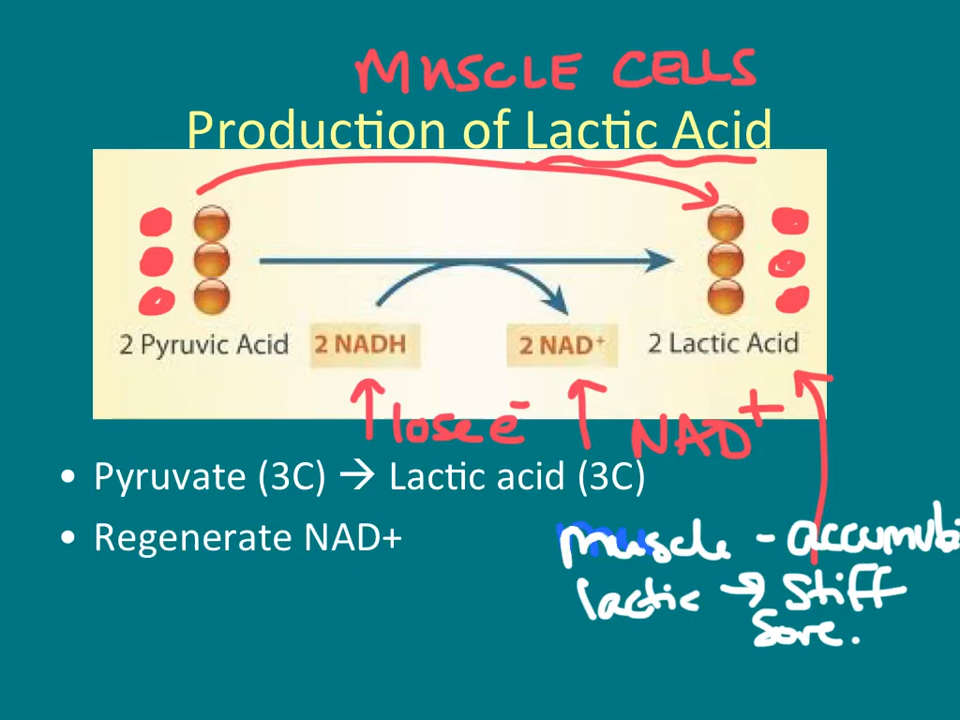 MUSCLE CELLS
Production of Lactic Acid
2 Pyruvic Acid 2 NADH 2 NAD+ 2 Lactic Acid
lose e- NAD+
• Pyruvate (3C) → Lactic acid (3C)
• Regenerate NAD+
muscle -
lactic → stiff
sore.